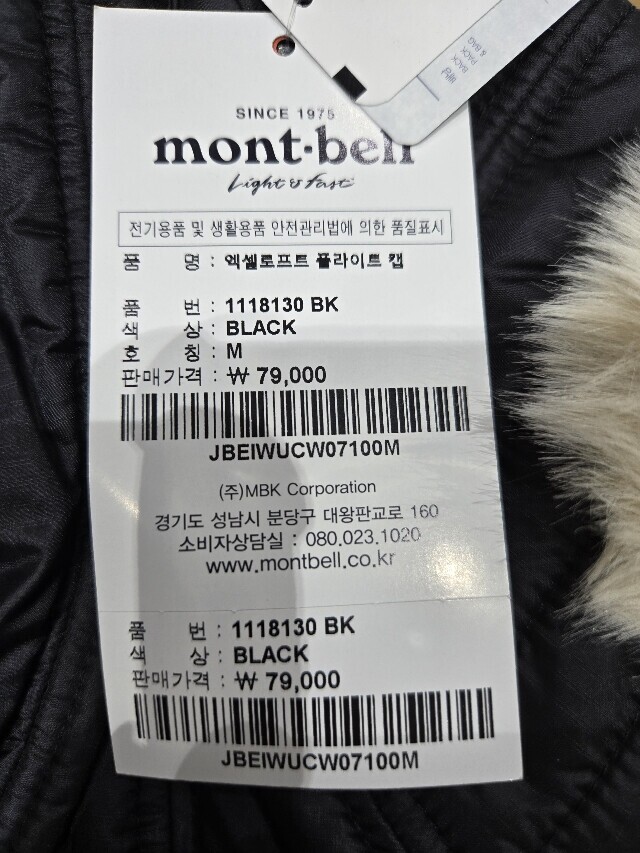 SINCE 1975
mont-bell
Light & Fast
전기용품 및 생활용품 안전관리법에 의한 품질표시
품 명 : 엑셀로프트 플라이트 캡
품 번 : 1118130 BK
색 상 : BLACK
호 칭 : M
판매가격 : ₩ 79,000
JBEIWUCW07100M
(주)MBK Corporation
경기도 성남시 분당구 대왕판교로 160
소비자상담실 : 080.023.1020
www.montbell.co.kr
품 번 : 1118130 BK
색 상 : BLACK
판매가격 : ₩ 79,000
JBEIWUCW07100M